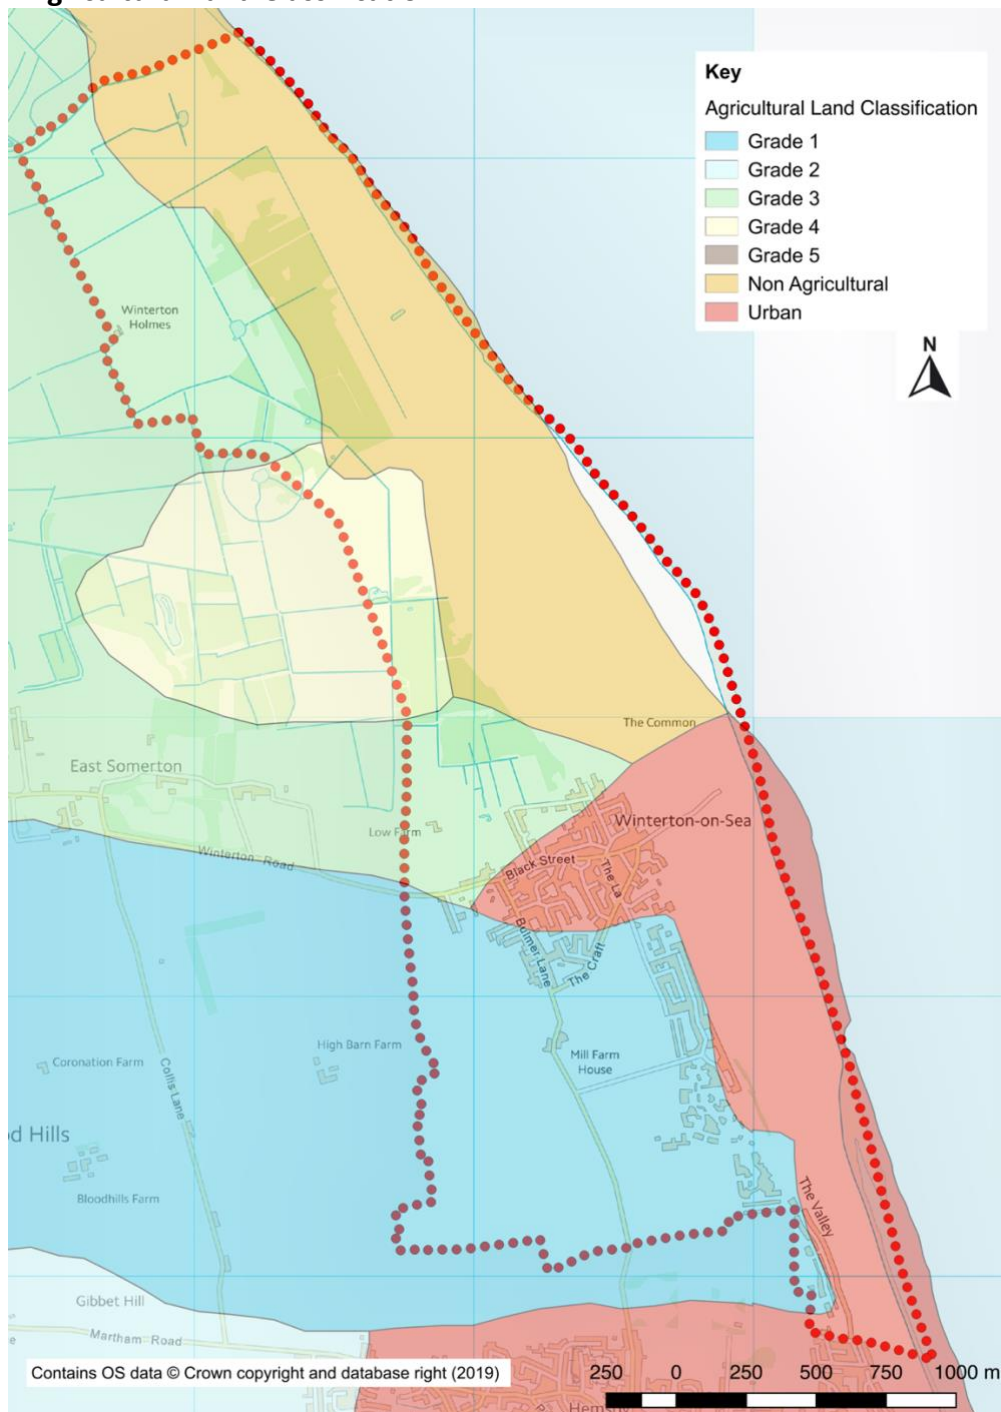 Key
Agricultural Land Classification
Grade 1
Grade 2
Grade 3
Grade 4
Grade 5
Non Agricultural
Urban
N
Winterton
Holmes
The Common
East Somerton
Low Farm
Winterton-on-Sea
Winterton Road
Black Street
The La
Bulmer Lane
The Craft
High Barn Farm
Mill Farm
House
Coronation Farm
Collis Lane
d Hills
Bloodhills Farm
The Valley
Gibbet Hill
e
Martham Road
Contains OS data © Crown copyright and database right (2019)
250 0 250 500 750 1000 m